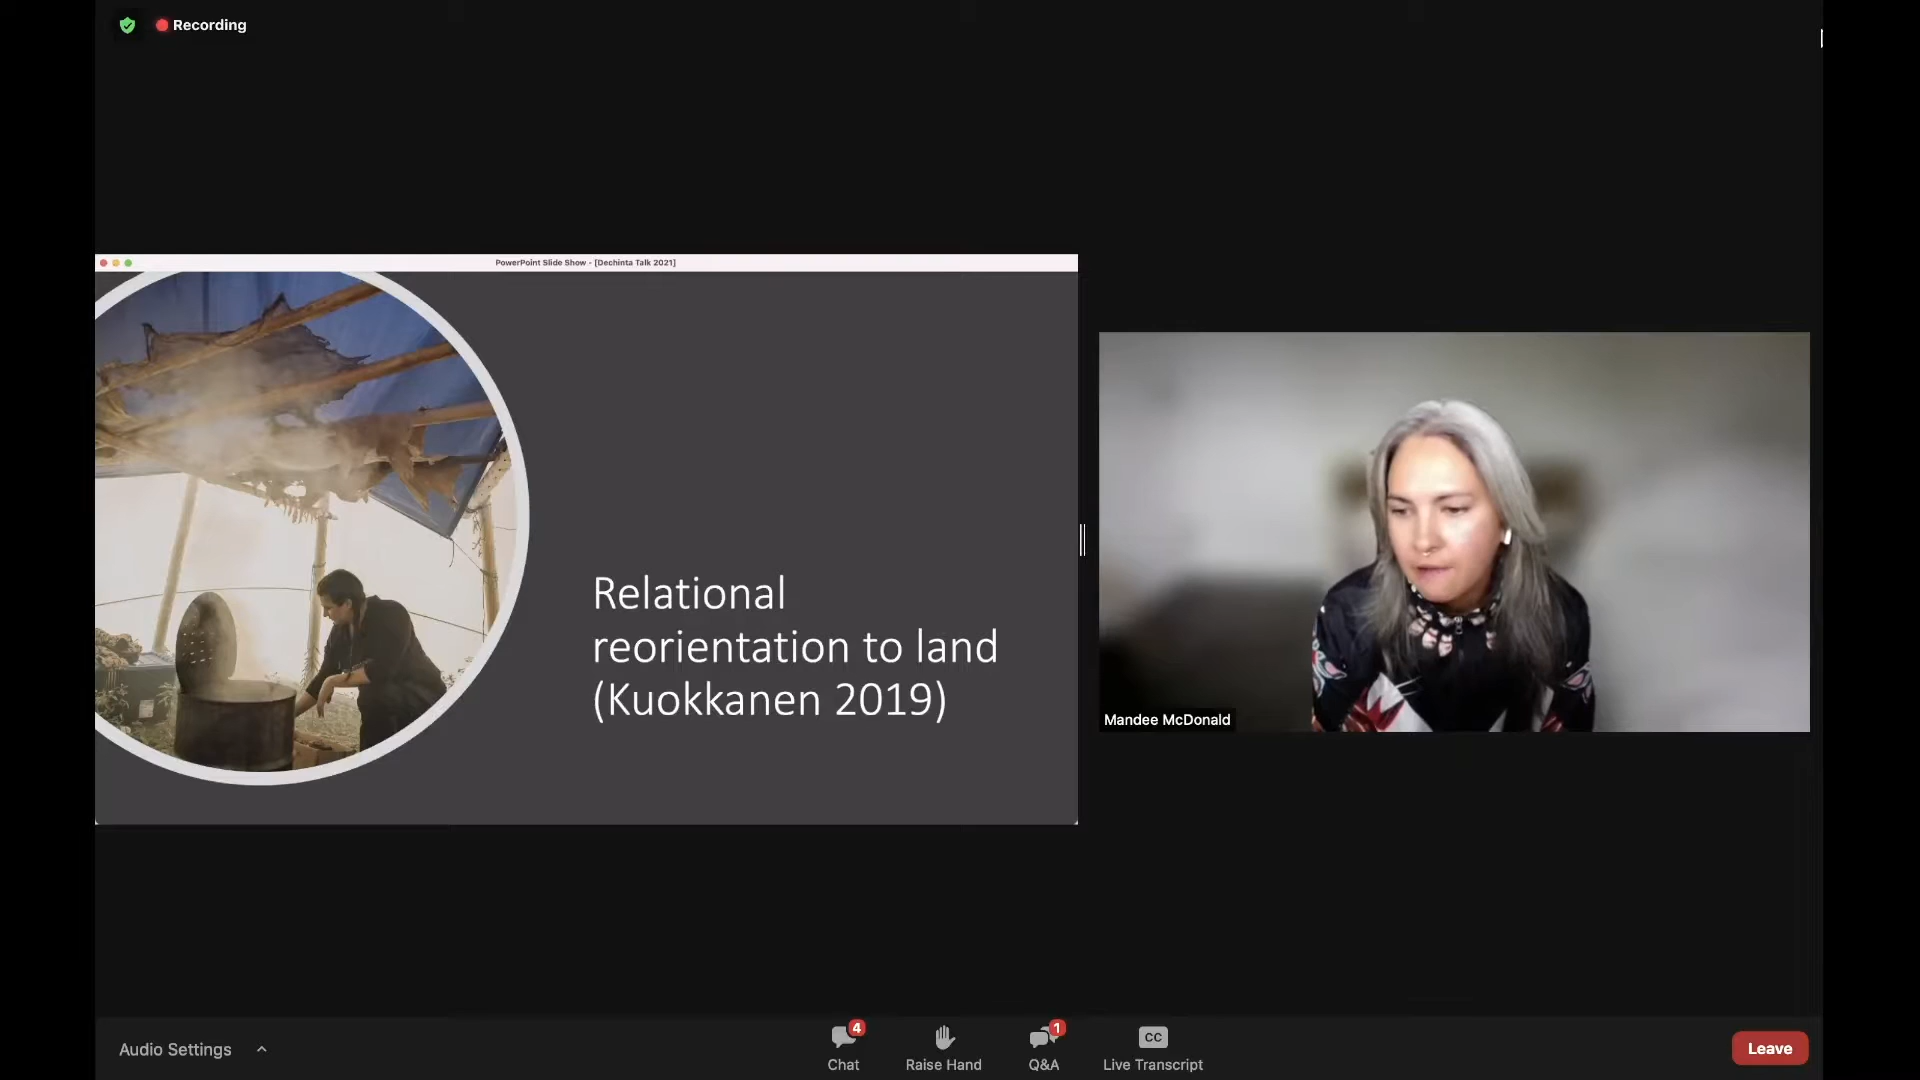 Recording
PowerPoint Slide Show - [Dechinta Talk 2021]
Relational
reorientation to land
(Kuokkanen 2019)
Mandee McDonald
Audio Settings
4
Chat
Raise Hand
1
Q&A
CC
Live Transcript
Leave